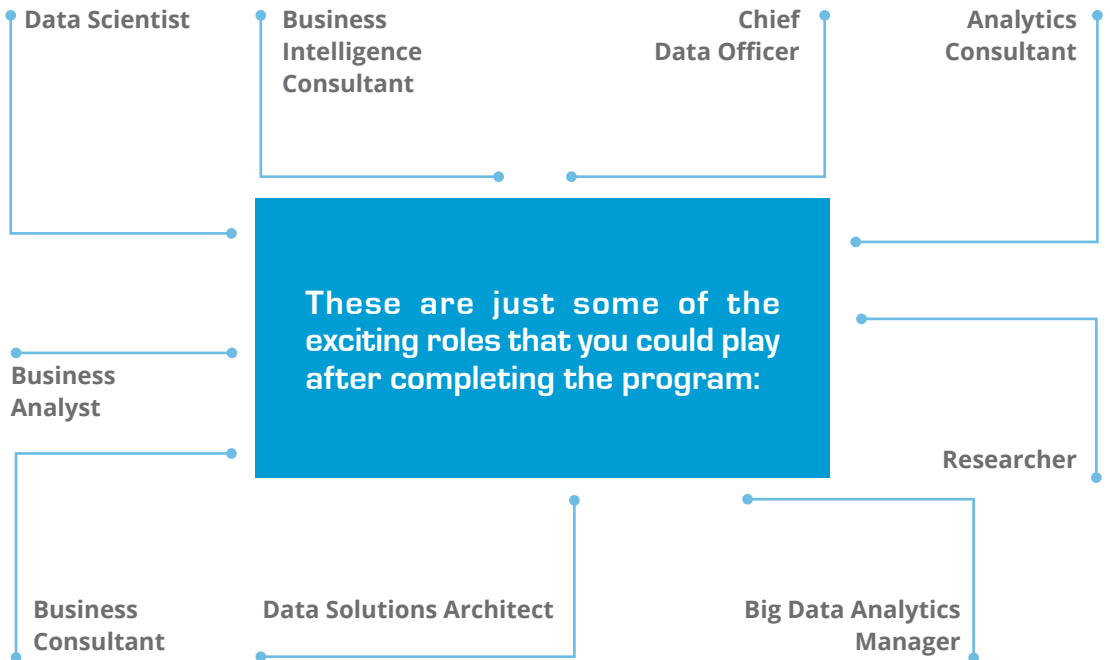 Data Scientist
Business
Intelligence
Consultant
Chief
Data Officer
Analytics
Consultant
These are just some of the
exciting roles that you could play
after completing the program:
Business
Analyst
Researcher
Business
Consultant
Data Solutions Architect
Big Data Analytics
Manager